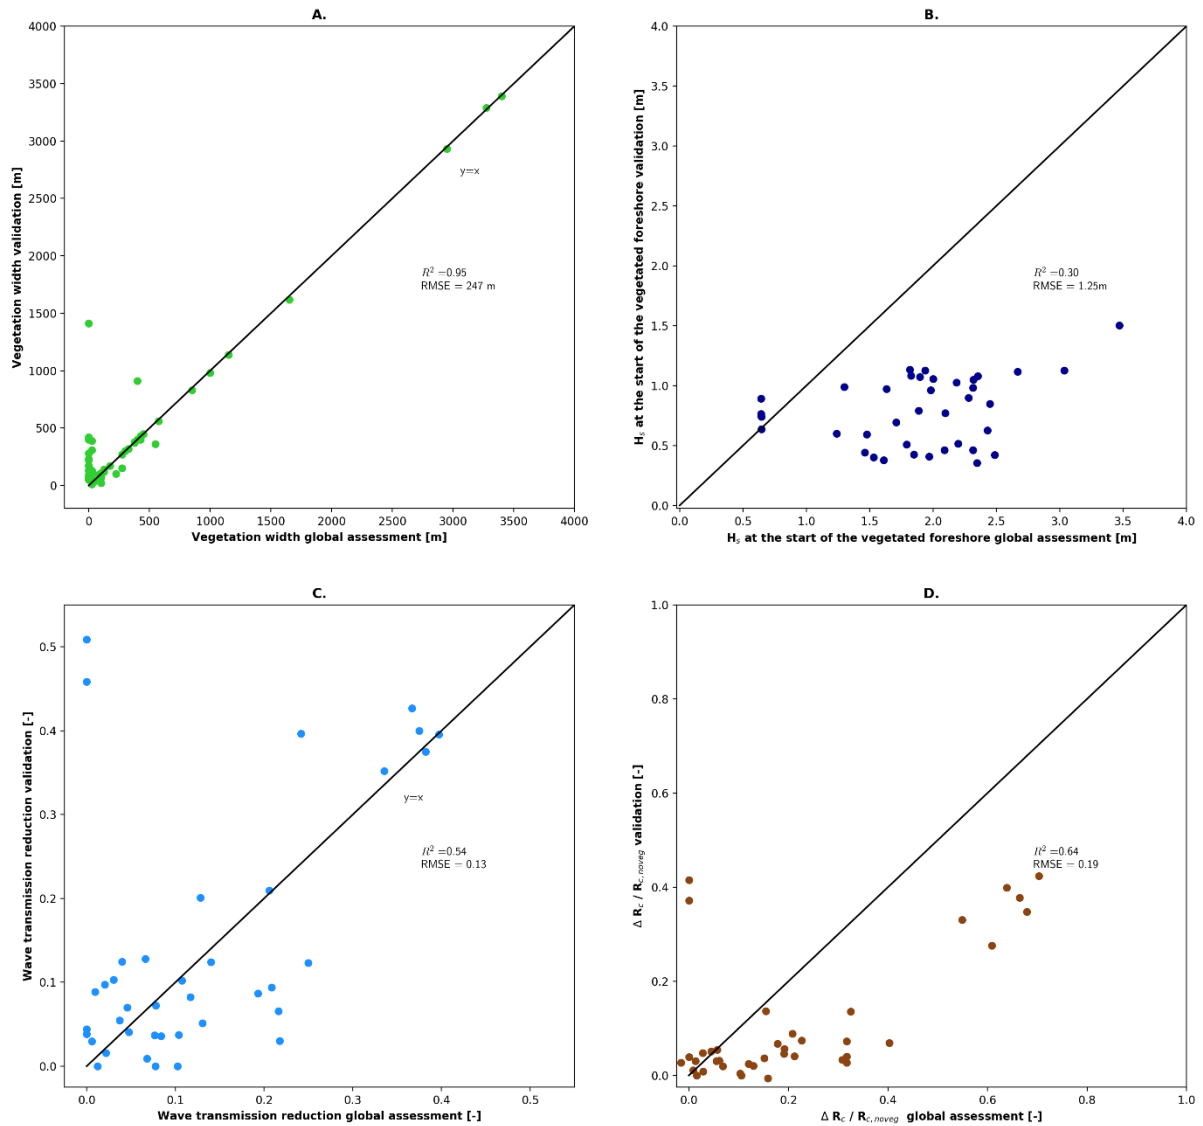 A.
4000
3500
3000
2500
2000
1500
1000
500
0
Vegetation width validation [m]
y=x
R² =0.95
RMSE = 247 m
0 500 1000 1500 2000 2500 3000 3500 4000
Vegetation width global assessment [m]
B.
4.0
3.5
3.0
2.5
2.0
1.5
1.0
0.5
0.0
Hs at the start of the vegetated foreshore validation [m]
R² =0.30
RMSE = 1.25m
0.0 0.5 1.0 1.5 2.0 2.5 3.0 3.5 4.0
Hs at the start of the vegetated foreshore global assessment [m]
C.
0.5
0.4
0.3
0.2
0.1
0.0
Wave transmission reduction validation [-]
y=x
R² =0.54
RMSE = 0.13
0.0 0.1 0.2 0.3 0.4 0.5
Wave transmission reduction global assessment [-]
D.
1.0
0.8
0.6
0.4
0.2
0.0
Δ Rc / Rc,noveg validation [-]
R² =0.64
RMSE = 0.19
0.0 0.2 0.4 0.6 0.8 1.0
Δ Rc / Rc,noveg global assessment [-]